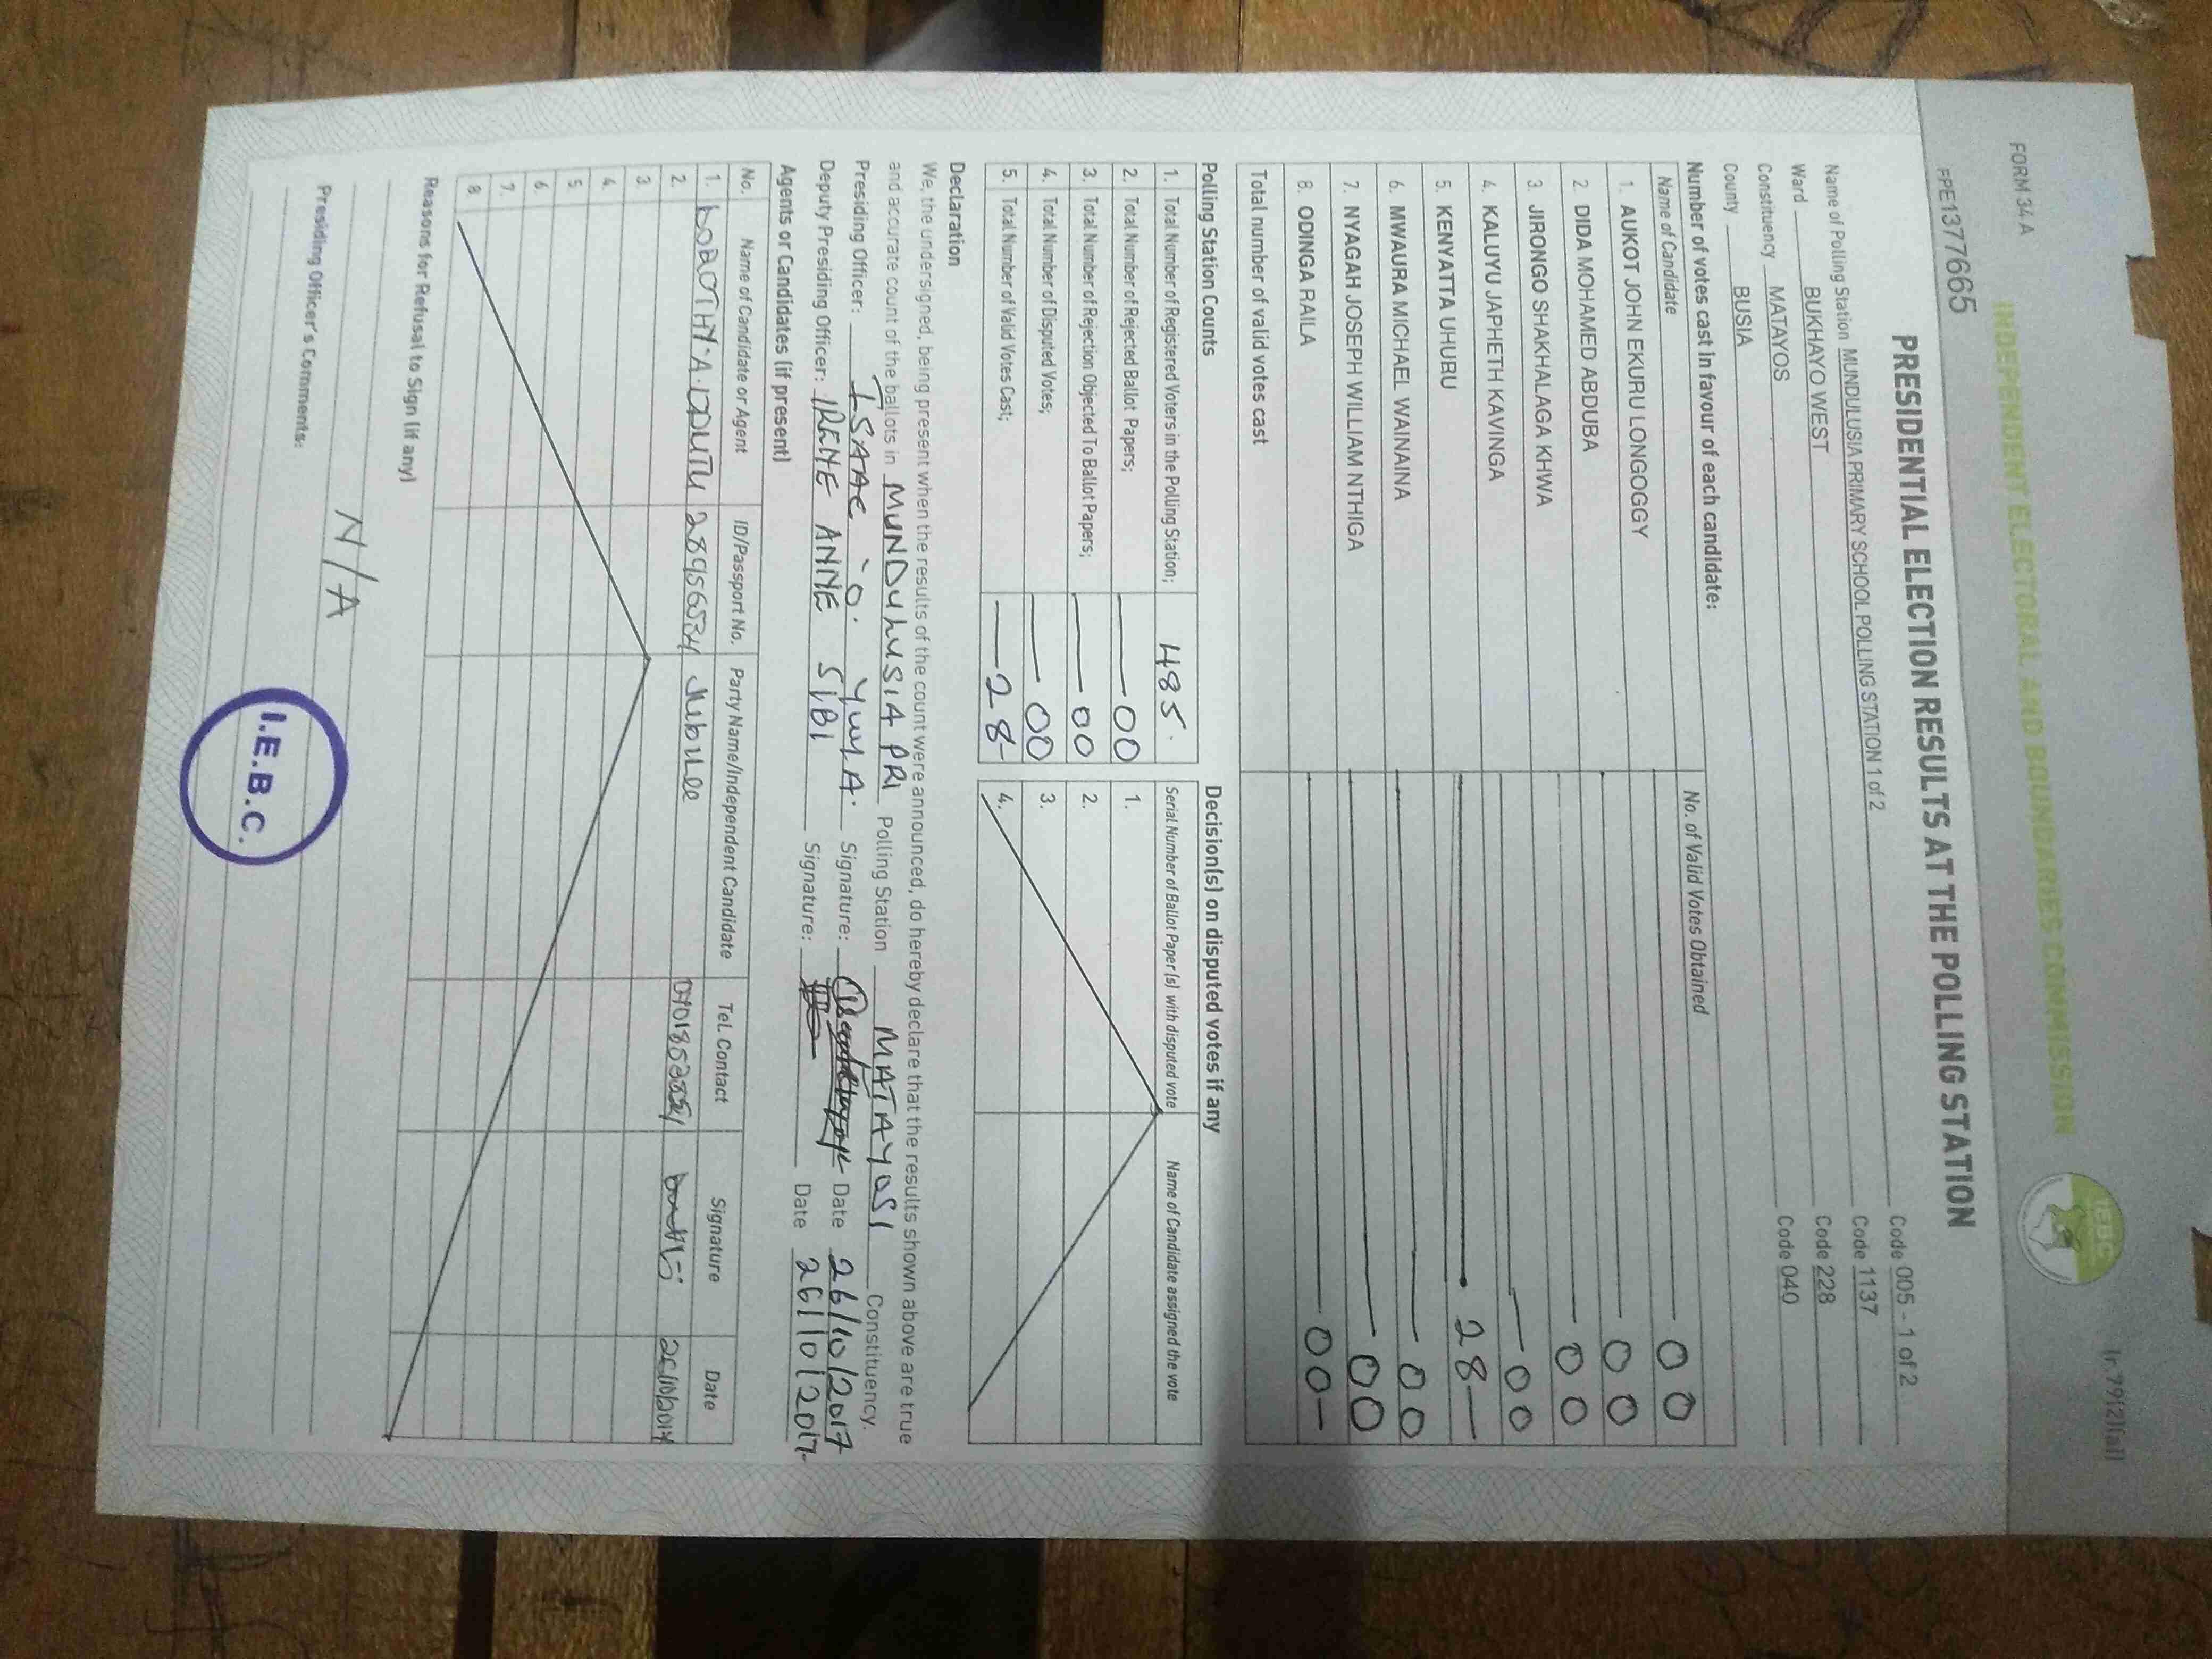 FORM 34 A
(r.79(2)(a))
INDEPENDENT ELECTORAL AND BOUNDARIES COMMISSION
IEBC
FPE1377665
PRESIDENTIAL ELECTION RESULTS AT THE POLLING STATION
Name of Polling Station MUNDULUSIA PRIMARY SCHOOL POLLING STATION 1 of 2 Code 005 - 1 of 2
Ward BUKHAYO WEST Code 1137
Constituency MATAYOS Code 228
County BUSIA Code 040
Number of votes cast in favour of each candidate:
Name of Candidate No. of Valid Votes Obtained
1. AUKOT JOHN EKURU LONGOGGY 00
2. DIDA MOHAMED ABDUBA 00
3. JIRONGO SHAKHALAGA KHWA 00
4. KALUYU JAPHETH KAVINGA 00
5. KENYATTA UHURU 28
6. MWAURA MICHAEL WAINAINA 00
7. NYAGAH JOSEPH WILLIAM NTHIGA 00
8. ODINGA RAILA 00
Total number of valid votes cast
Polling Station Counts
1. Total Number of Registered Voters in the Polling Station; 485
2. Total Number of Rejected Ballot Papers; 00
3. Total Number of Rejection Objected To Ballot Papers; 00
4. Total Number of Disputed Votes; 00
5. Total Number of Valid Votes Cast; 28
Decision(s) on disputed votes if any
Serial Number of Ballot Paper(s) with disputed vote Name of Candidate assigned the vote
1.
2.
3.
4.
Declaration
We, the undersigned, being present when the results of the count were announced, do hereby declare that the results shown above are true
and accurate count of the ballots in MUNDULUSIA PRI Polling Station MATAYOSI Constituency.
Presiding Officer: ISAAC O. Signature: Date 26/10/2017
Deputy Presiding Officer: IRENE ANNE SIBI Signature: Date 26/10/2017
Agents or Candidates (if present)
No. Name of Candidate or Agent ID/Passport No. Party Name/Independent Candidate Tel. Contact Signature Date
1. Jubilee
2.
3.
4.
5.
6.
7.
8.
Reasons for Refusal to Sign (if any)
N/A
Presiding Officer's Comments:
I.E.B.C.